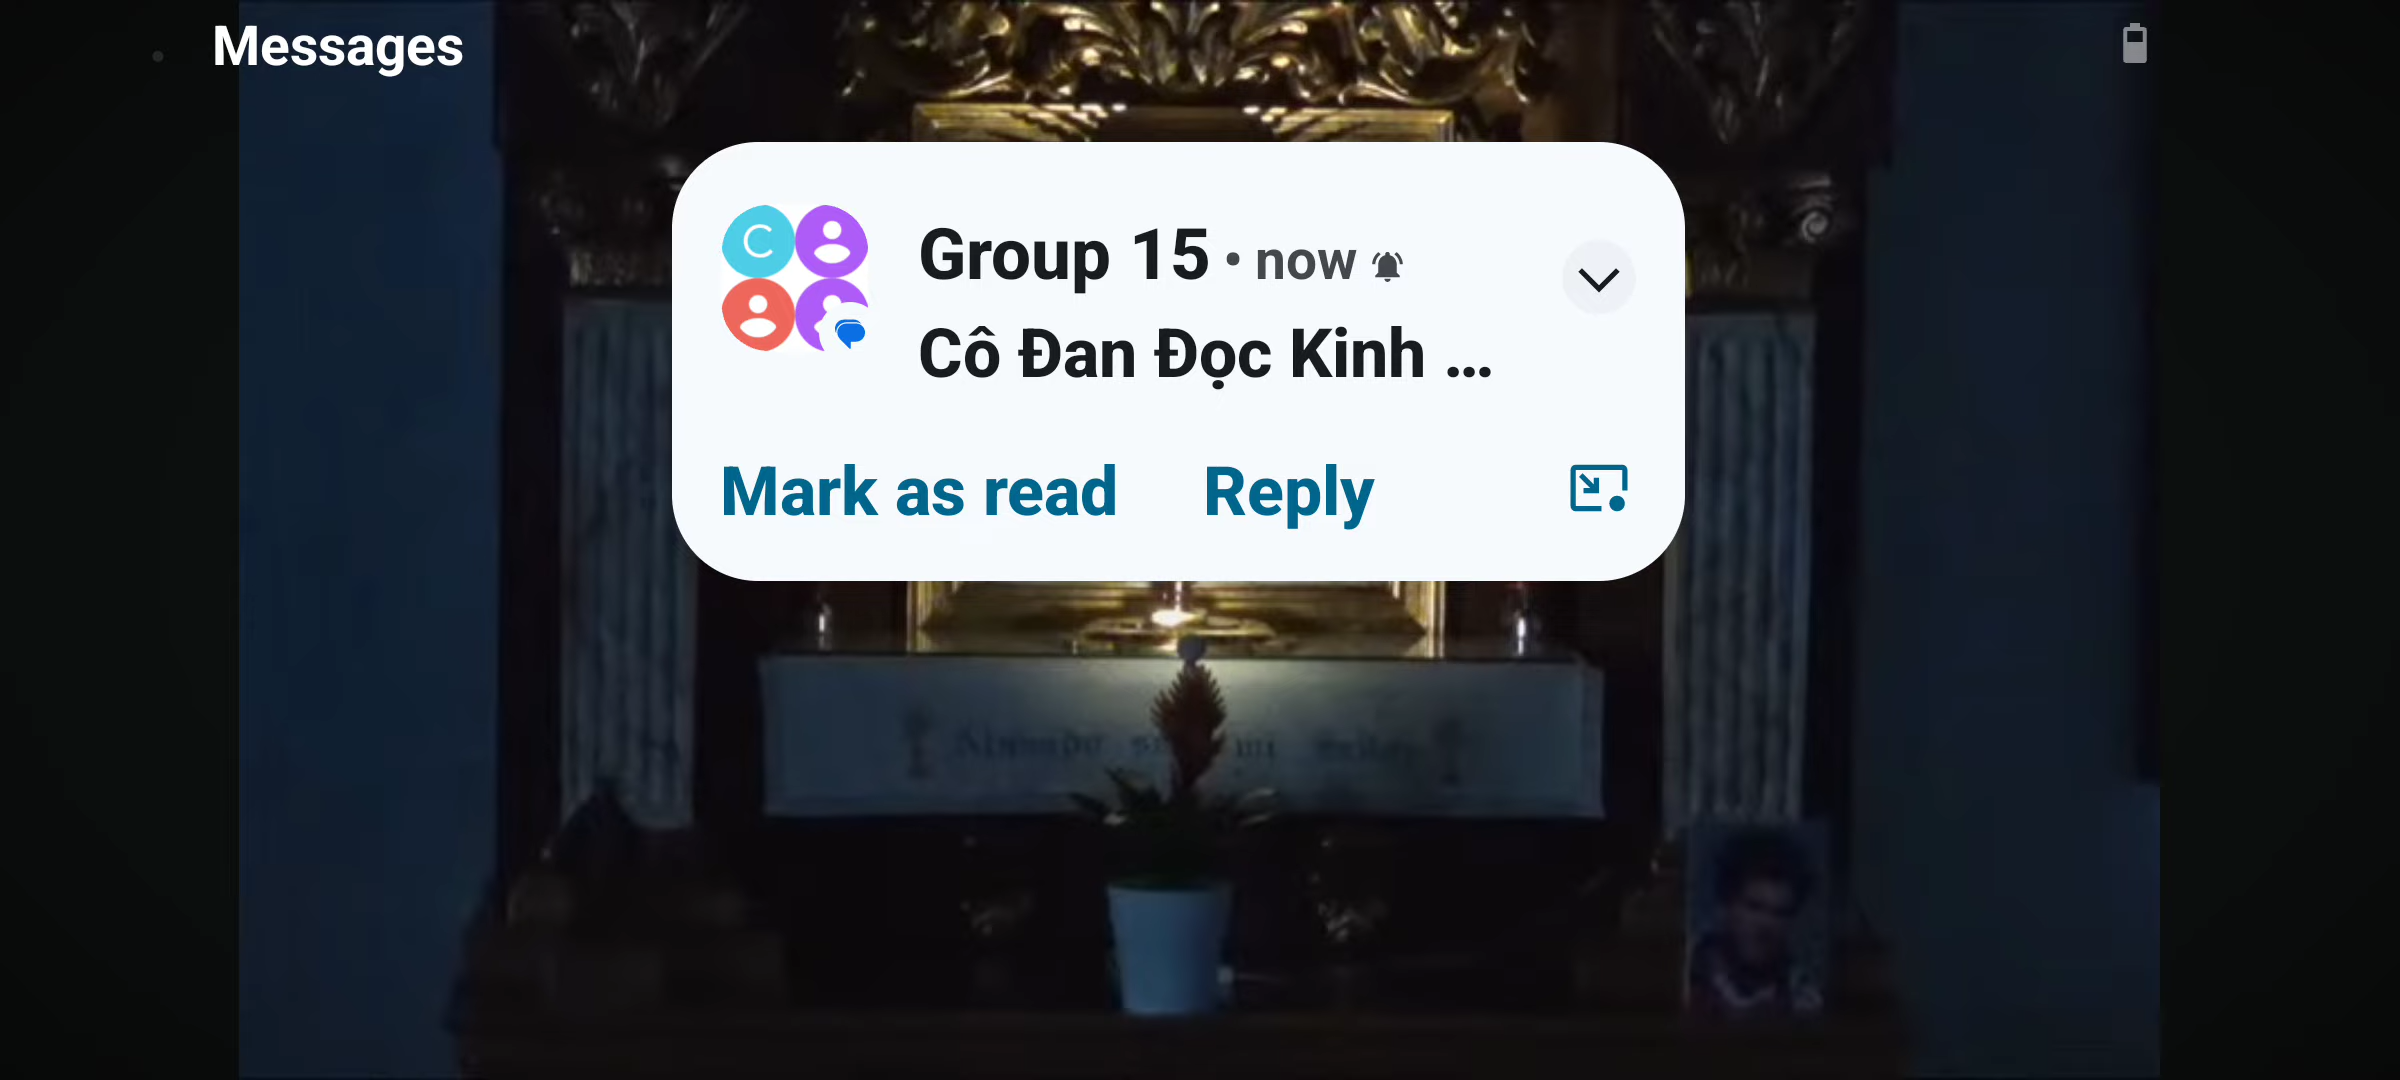 Messages
C
Group 15 • now
Cô Đan Đọc Kinh ...
Mark as read Reply